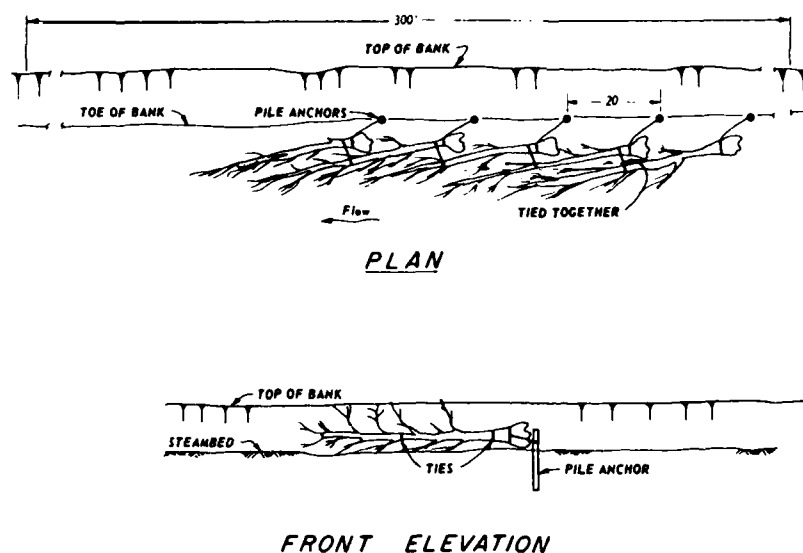 300'
TOP OF BANK
TOE OF BANK
PILE ANCHORS
20
TIED TOGETHER
Flow
PLAN
TOP OF BANK
STEAMBED
TIES
PILE ANCHOR
FRONT ELEVATION